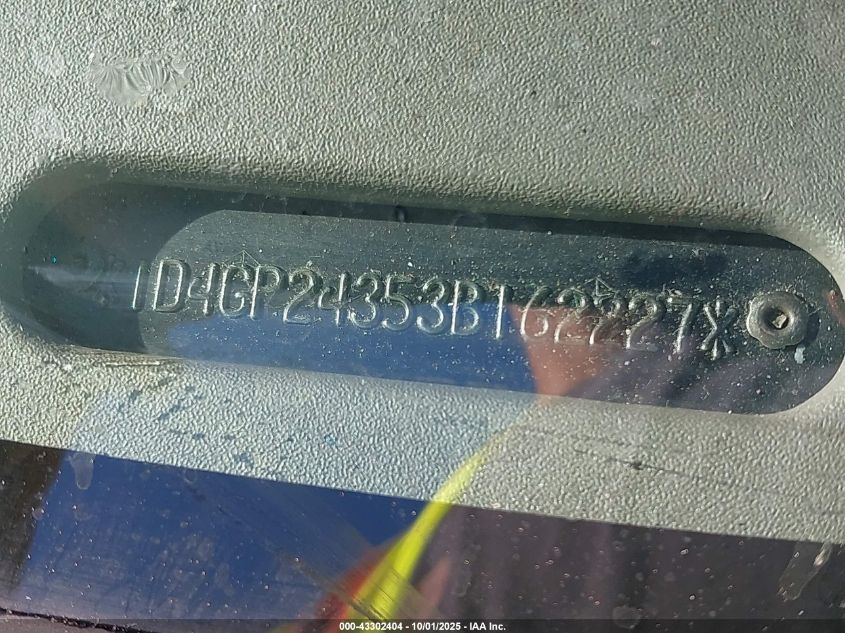 1D4GP24353B162227*
000-43302404 - 10/01/2025 - IAA Inc.